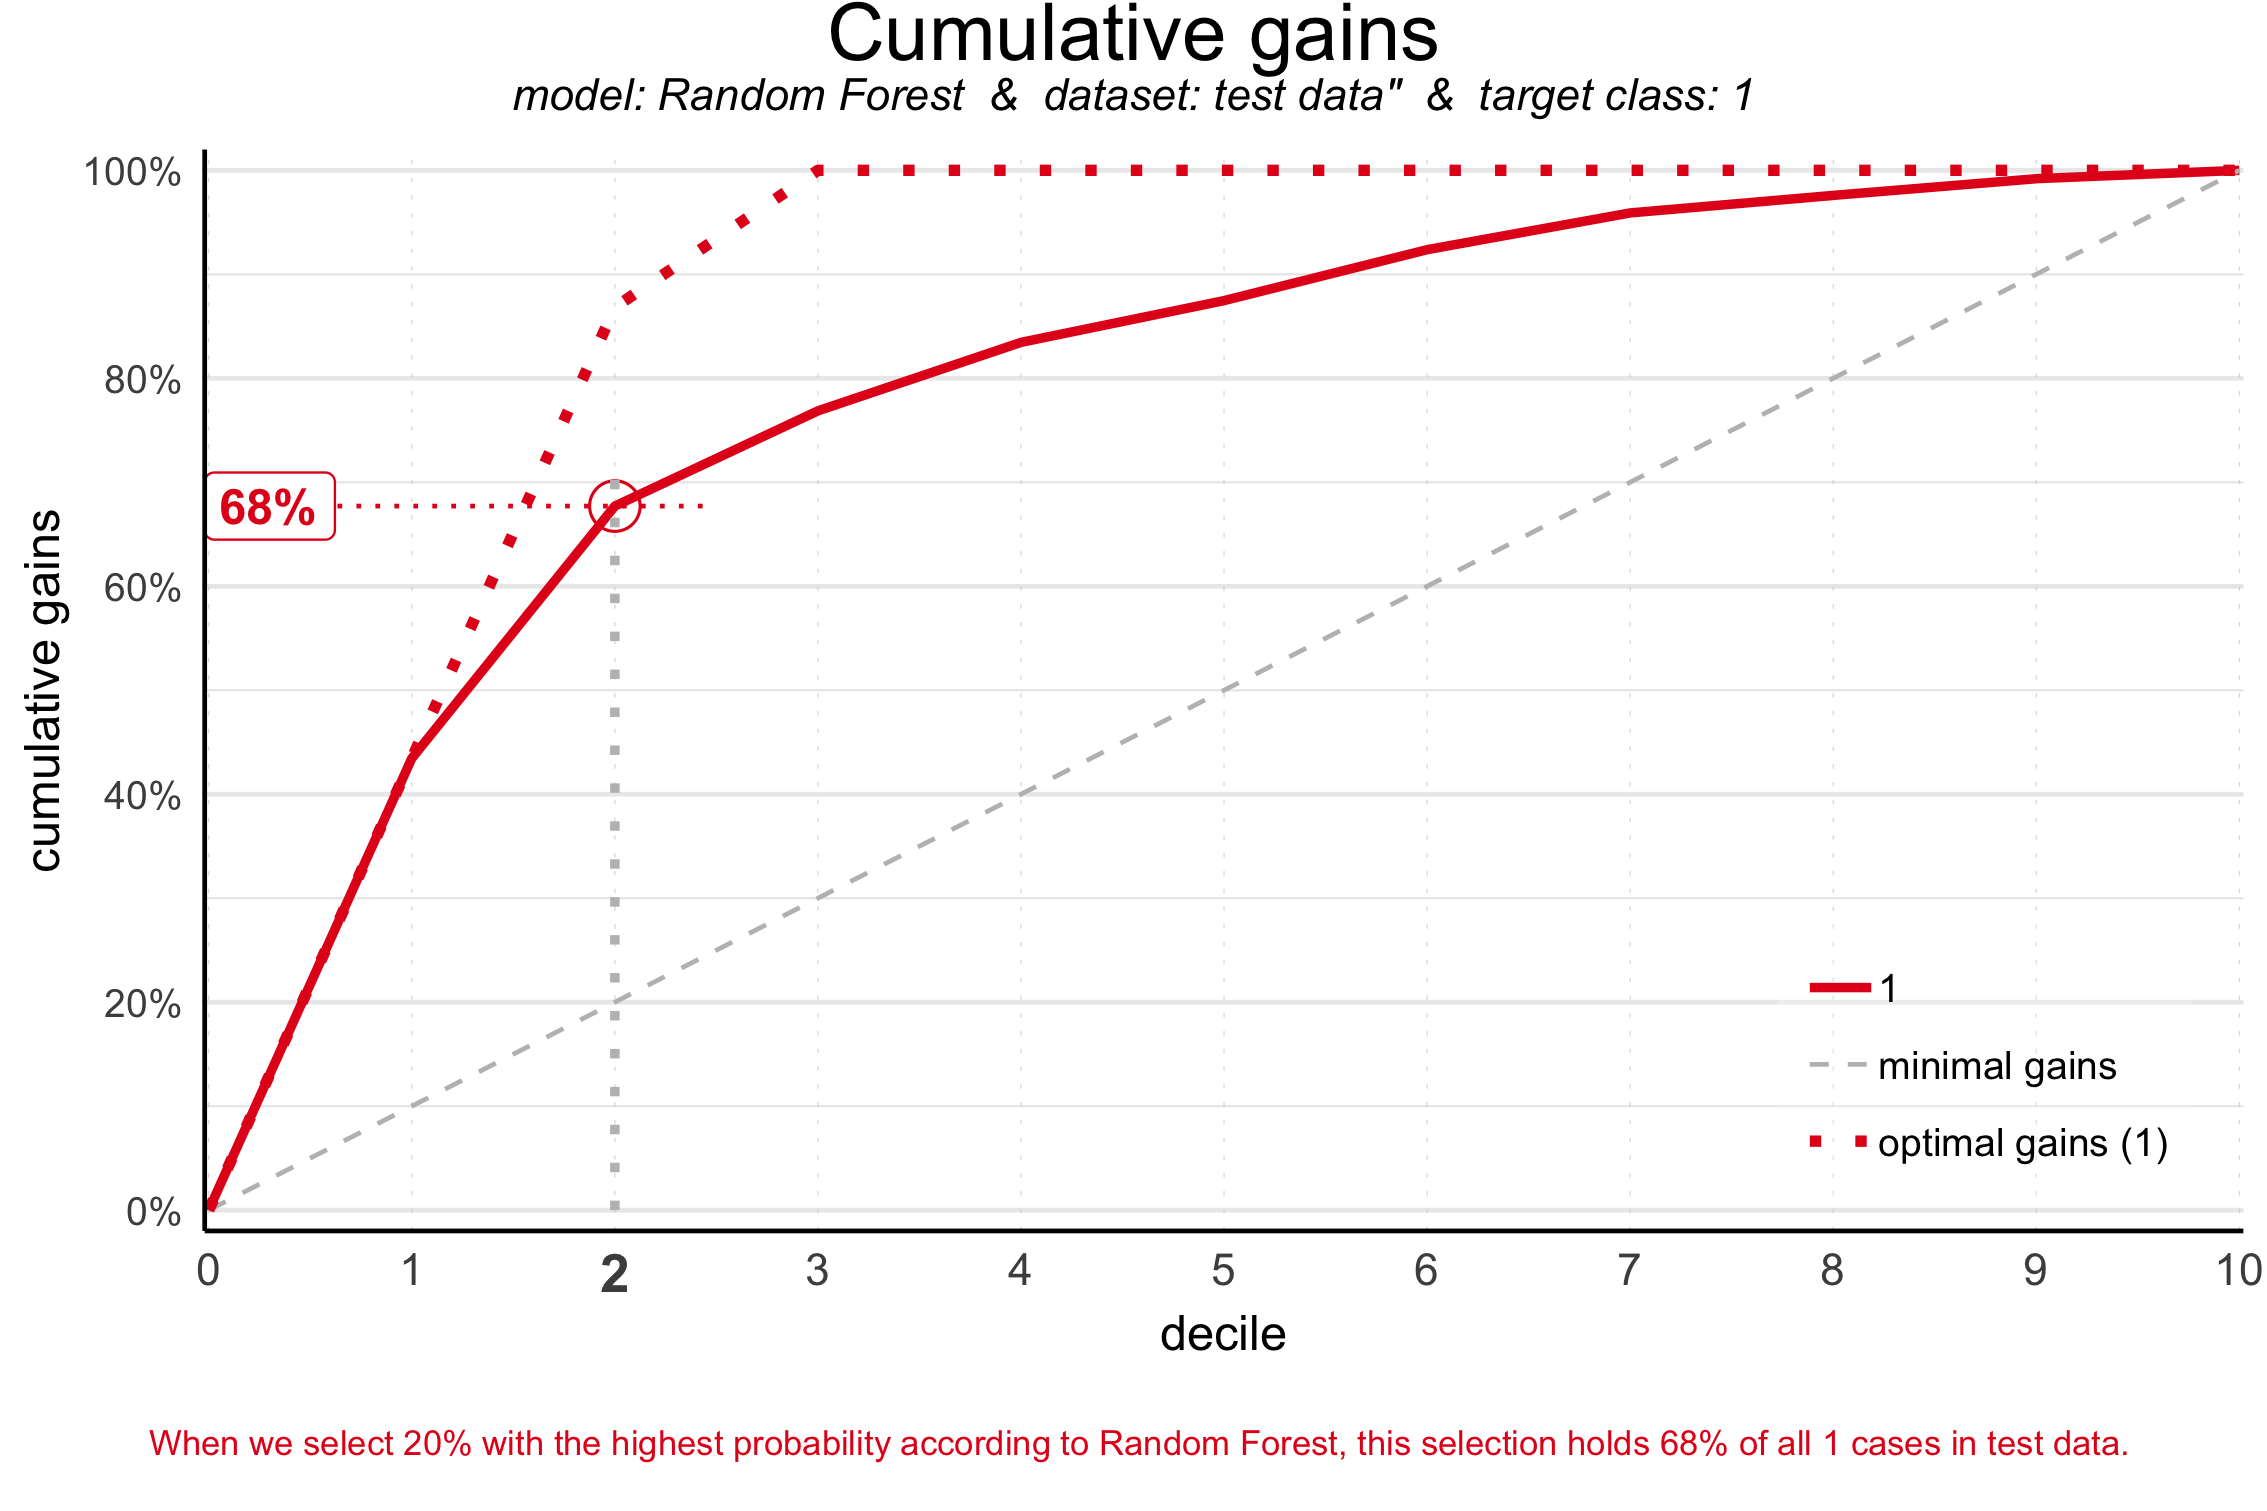 Cumulative gains
model: Random Forest & dataset: test data" & target class: 1
100%
80%
68%
60%
40%
20%
0%
cumulative gains
1
minimal gains
optimal gains (1)
0 1 2 3 4 5 6 7 8 9 10
decile
When we select 20% with the highest probability according to Random Forest, this selection holds 68% of all 1 cases in test data.